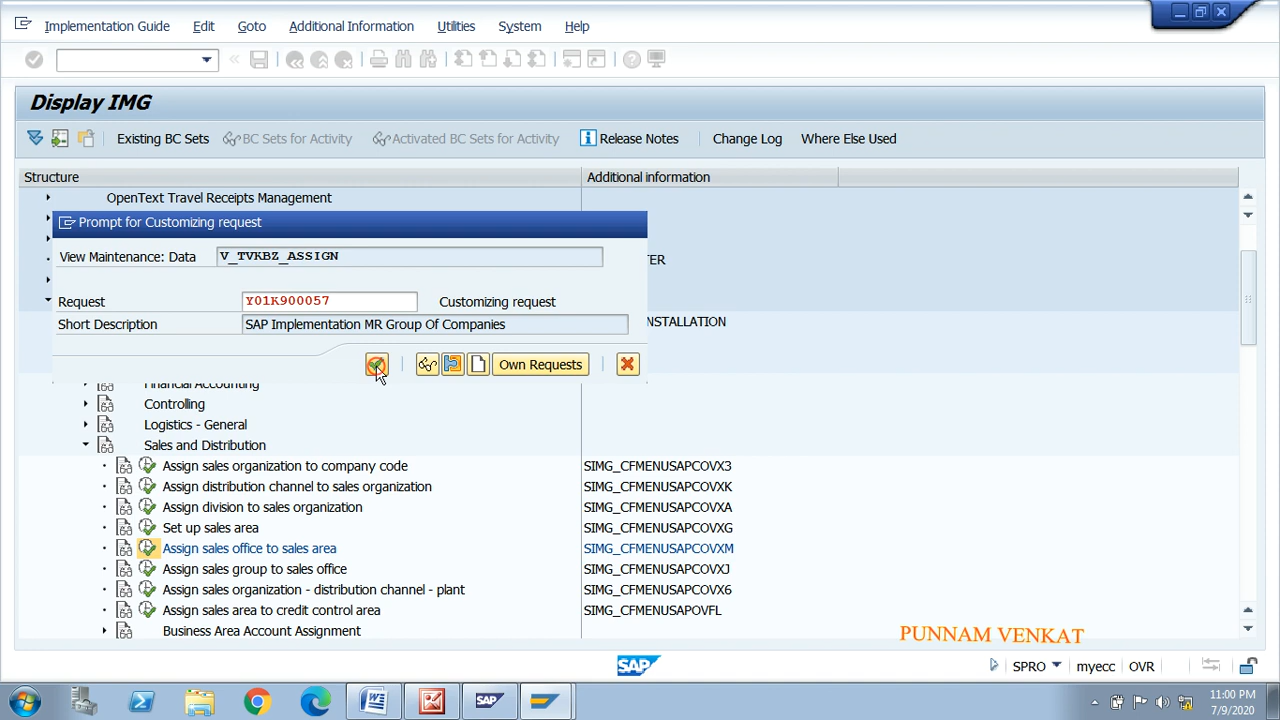 Implementation Guide Edit Goto Additional Information Utilities System Help
Display IMG
Existing BC Sets BC Sets for Activity Activated BC Sets for Activity Release Notes Change Log Where Else Used
Structure Additional information
OpenText Travel Receipts Management
Prompt for Customizing request
View Maintenance: Data V_TVKBZ_ASSIGN TER
Request Y01K900057 Customizing request
Short Description SAP Implementation MR Group Of Companies NSTALLATION
Own Requests
Financial Accounting
Controlling
Logistics - General
Sales and Distribution
Assign sales organization to company code SIMG_CFMENUSAPCOVX3
Assign distribution channel to sales organization SIMG_CFMENUSAPCOVXK
Assign division to sales organization SIMG_CFMENUSAPCOVXA
Set up sales area SIMG_CFMENUSAPCOVXG
Assign sales office to sales area SIMG_CFMENUSAPCOVXM
Assign sales group to sales office SIMG_CFMENUSAPCOVXJ
Assign sales organization - distribution channel - plant SIMG_CFMENUSAPCOVX6
Assign sales area to credit control area SIMG_CFMENUSAPOVFL
Business Area Account Assignment
PUNNAM VENKAT
SAP SPRO myecc OVR
11:00 PM
7/9/2020